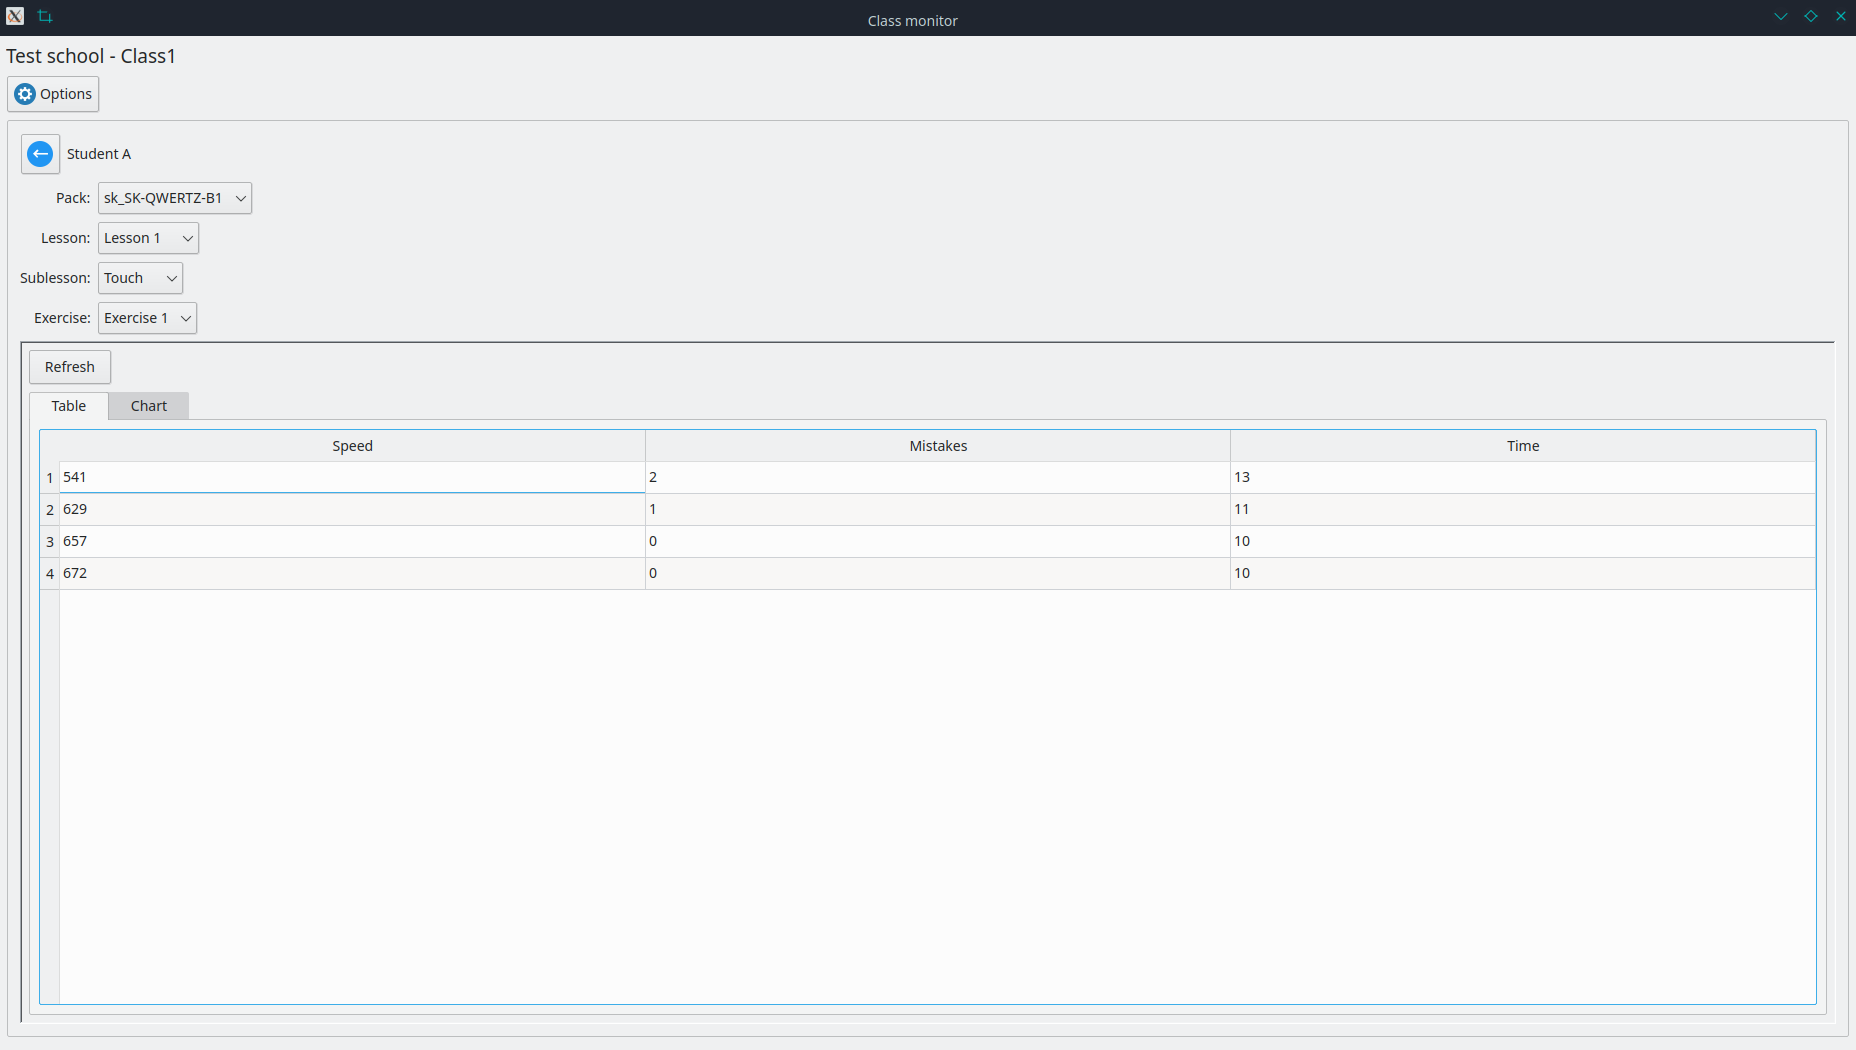 Class monitor
Test school - Class1
Options
Student A
Pack: sk_SK-QWERTZ-B1
Lesson: Lesson 1
Sublesson: Touch
Exercise: Exercise 1
Refresh
Table Chart
Speed Mistakes Time
1 541 2 13
2 629 1 11
3 657 0 10
4 672 0 10